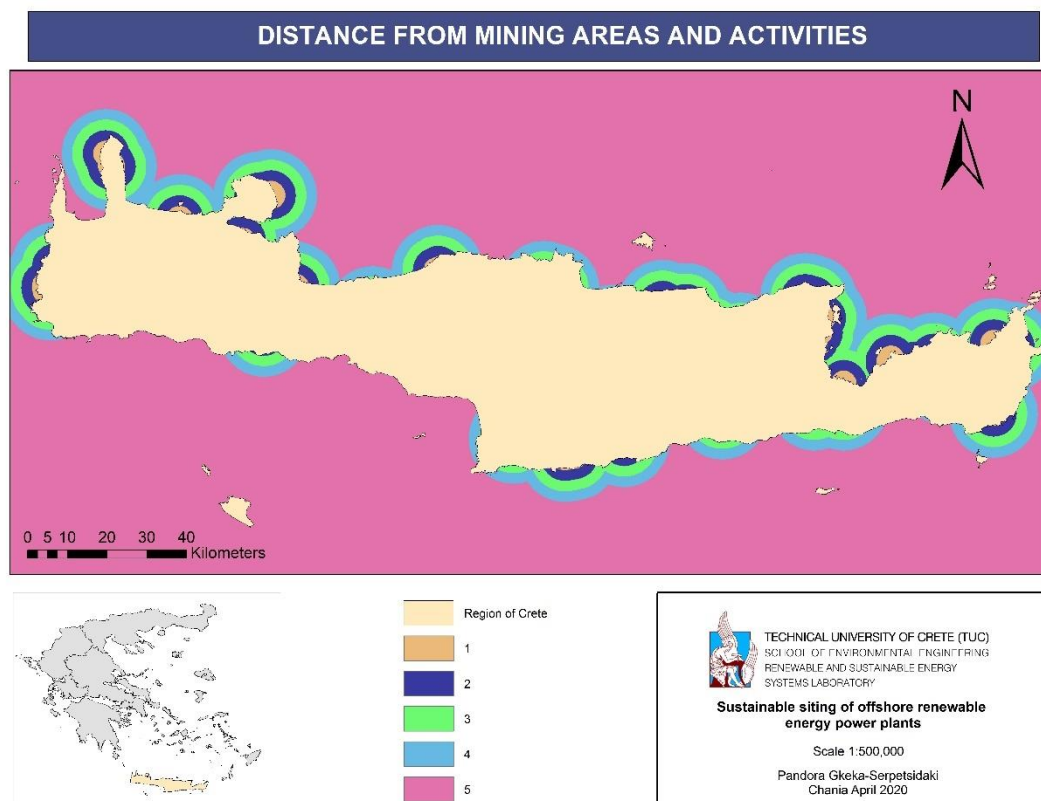 DISTANCE FROM MINING AREAS AND ACTIVITIES
N
0 5 10 20 30 40
Kilometers
Region of Crete
1
2
3
4
5
TECHNICAL UNIVERSITY OF CRETE (TUC)
SCHOOL OF ENVIRONMENTAL ENGINEERING
RENEWABLE AND SUSTAINABLE ENERGY
SYSTEMS LABORATORY
Sustainable siting of offshore renewable
energy power plants
Scale 1:500,000
Pandora Gkeka-Serpetsidaki
Chania April 2020